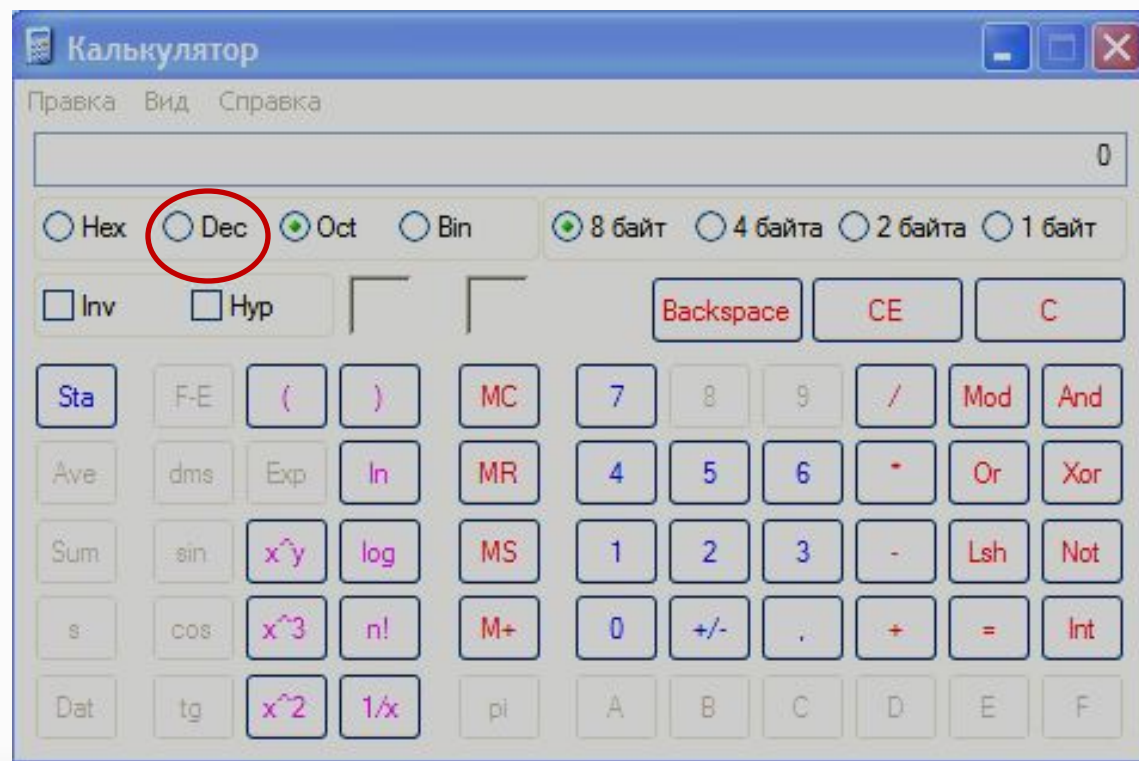 Калькулятор
Правка Вид Справка
0
Hex Dec Oct Bin 8 байт 4 байта 2 байта 1 байт
Inv Hyp Backspace CE C
Sta F-E ( ) MC 7 8 9 / Mod And
Ave dms Exp ln MR 4 5 6 * Or Xor
Sum sin x^y log MS 1 2 3 - Lsh Not
s cos x^3 n! M+ 0 +/- , + = Int
Dat tg x^2 1/x pi A B C D E F